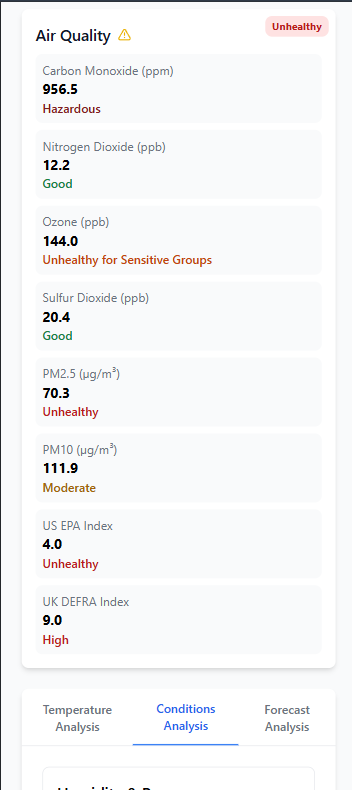 Air Quality
Unhealthy
Carbon Monoxide (ppm)
956.5
Hazardous
Nitrogen Dioxide (ppb)
12.2
Good
Ozone (ppb)
144.0
Unhealthy for Sensitive Groups
Sulfur Dioxide (ppb)
20.4
Good
PM2.5 (µg/m³)
70.3
Unhealthy
PM10 (µg/m³)
111.9
Moderate
US EPA Index
4.0
Unhealthy
UK DEFRA Index
9.0
High
Temperature
Analysis
Conditions
Analysis
Forecast
Analysis